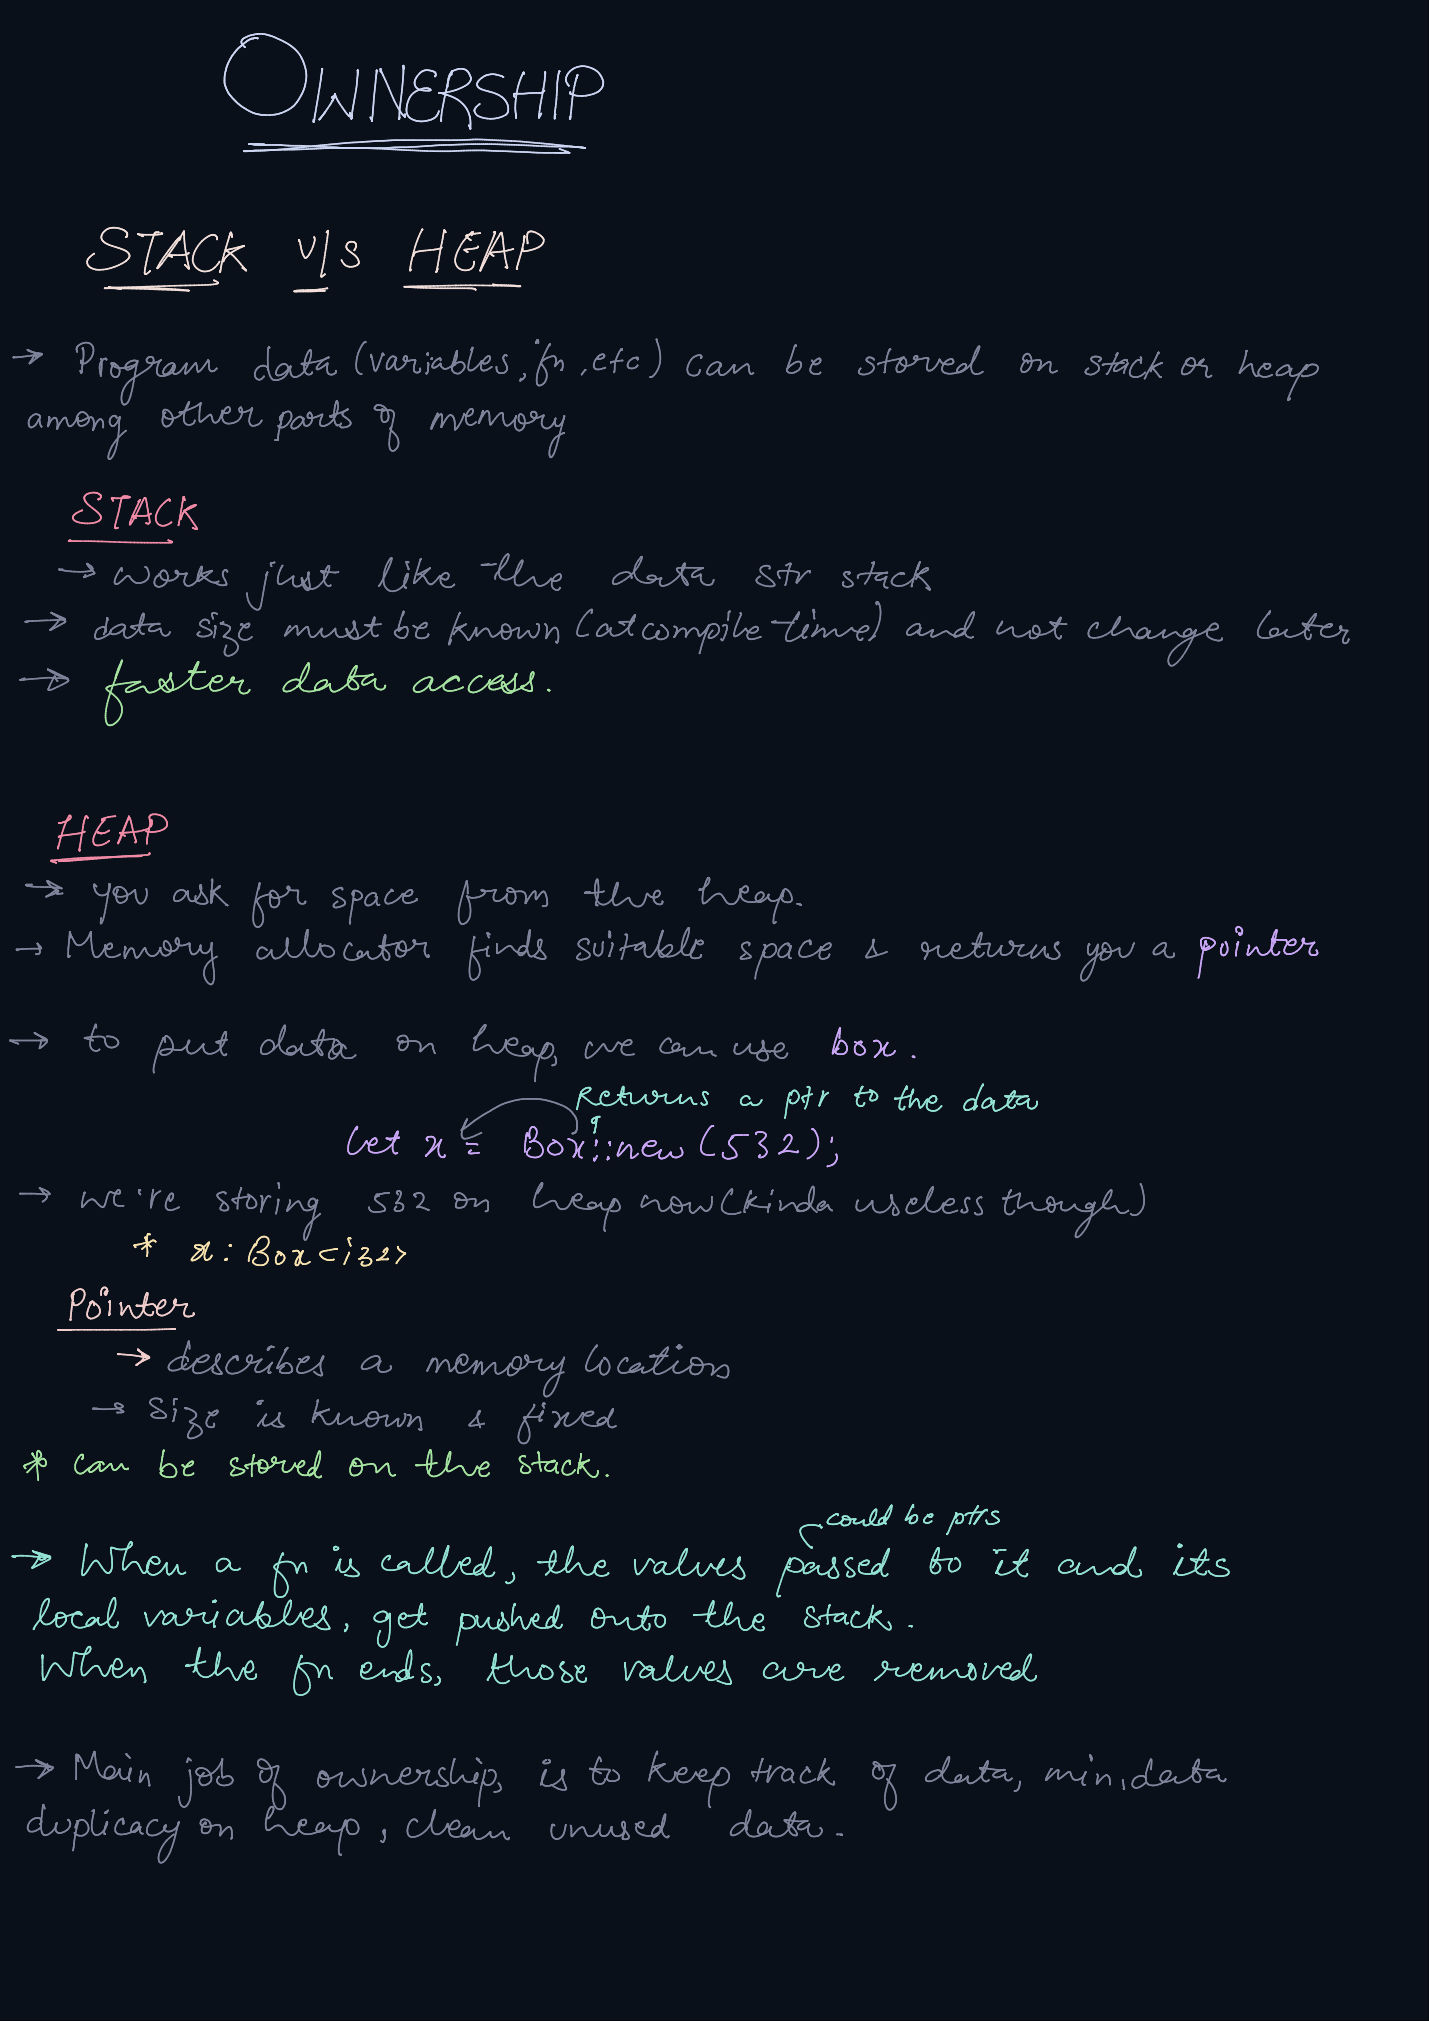 OWNERSHIP
STACK v/s HEAP
→ Program data (variables, fn, etc) can be stored on stack or heap
among other parts of memory
STACK
→ works just like the data str stack
→ data size must be known (at compile time) and not change later
→ faster data access.
HEAP
→ you ask for space from the heap.
→ Memory allocator finds suitable space & returns you a pointer
→ to put data on heap, we can use box.
Returns a ptr to the data
let x = Box::new(532);
→ we're storing 532 on heap now (kinda useless though)
* x: Box<i32>
Pointer
→ describes a memory location
→ Size is known & fixed
* can be stored on the stack.
could be ptrs
→ When a fn is called, the values passed to it and its
local variables, get pushed onto the stack.
When the fn ends, those values are removed
→ Main job of ownership, is to keep track of data, min. data
duplicacy on heap, clean unused data.